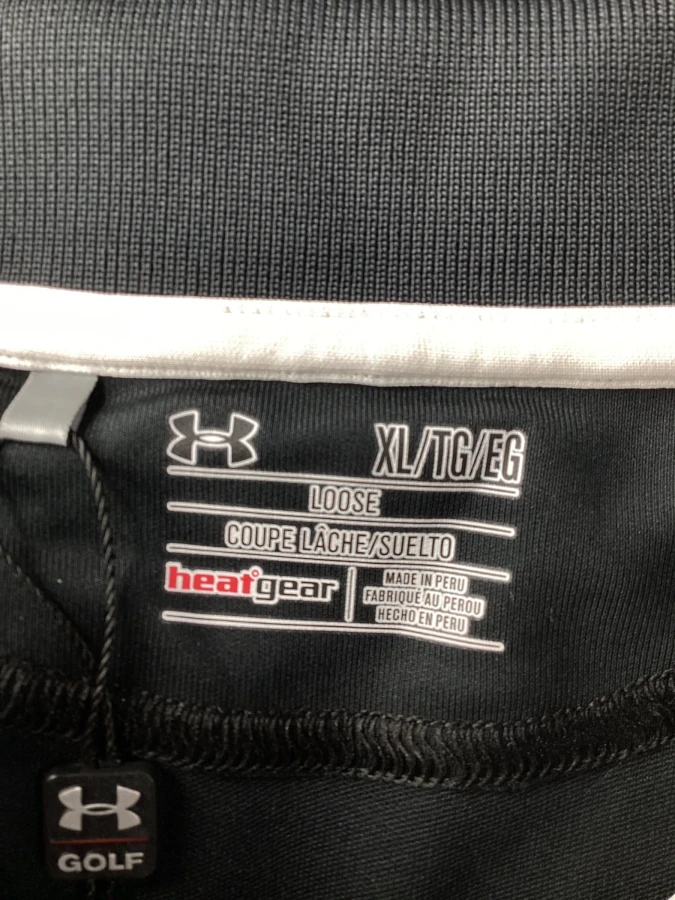 XL/TG/EG
LOOSE
COUPE LÂCHE/SUELTO
heatgear
MADE IN PERU
FABRIQUÉ AU PEROU
HECHO EN PERU
GOLF